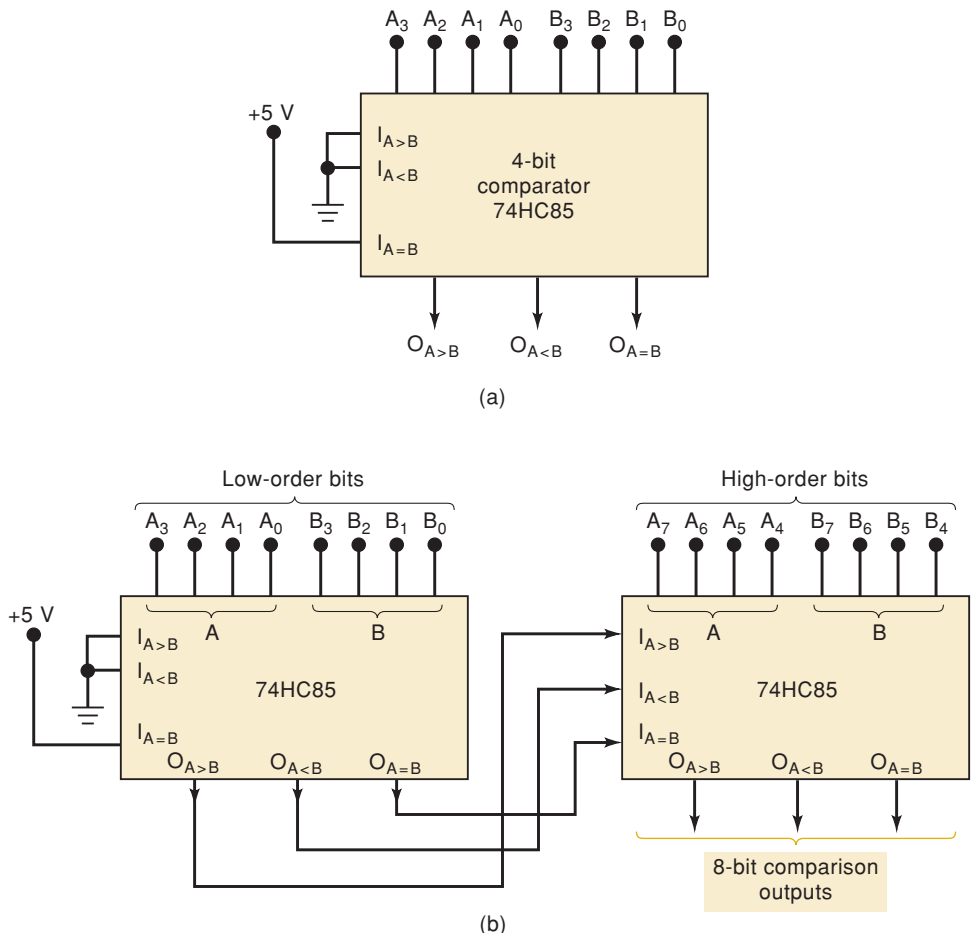 A3 A2 A1 A0 B3 B2 B1 B0
+5 V
IA>B
IA<B
IA=B
4-bit
comparator
74HC85
OA>B OA<B OA=B
(a)
Low-order bits
High-order bits
A3 A2 A1 A0 B3 B2 B1 B0
A7 A6 A5 A4 B7 B6 B5 B4
+5 V
A B
A B
IA>B
IA<B
IA=B
74HC85
OA>B OA<B OA=B
IA>B
IA<B
IA=B
74HC85
OA>B OA<B OA=B
8-bit comparison
outputs
(b)